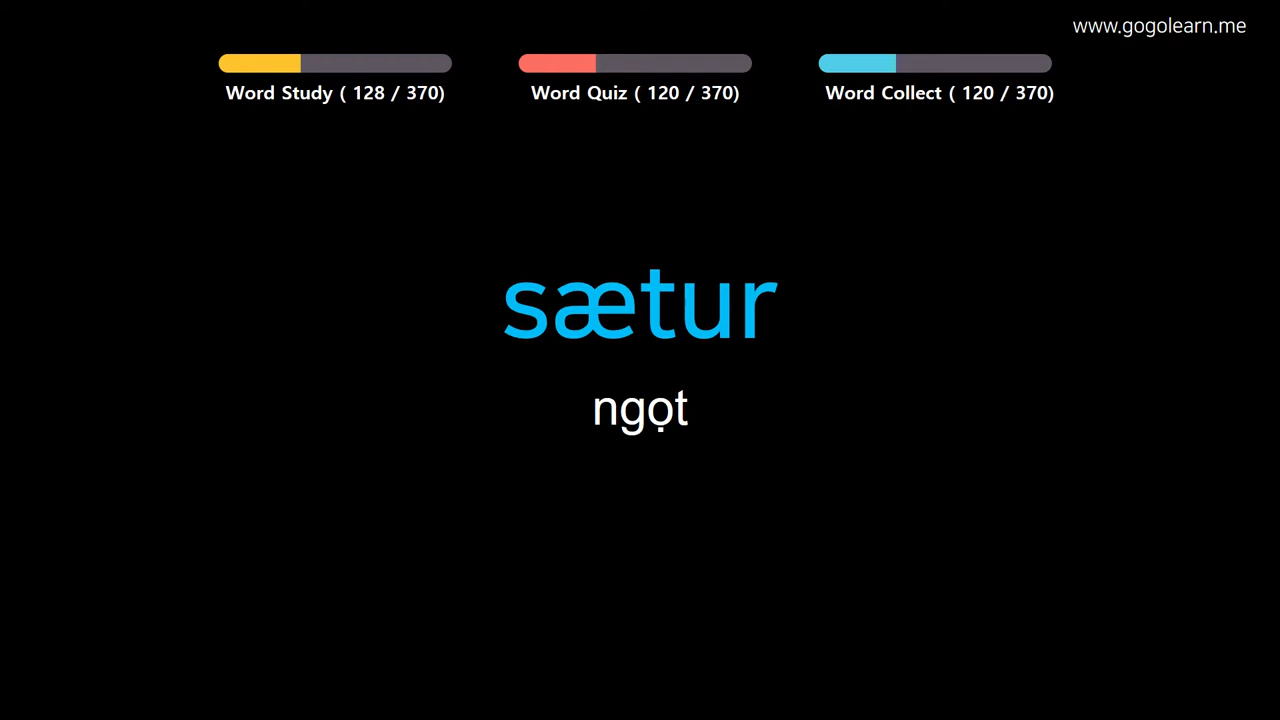 www.gogolearn.me
Word Study ( 128 / 370)
Word Quiz ( 120 / 370)
Word Collect ( 120 / 370)
sætur
ngọt